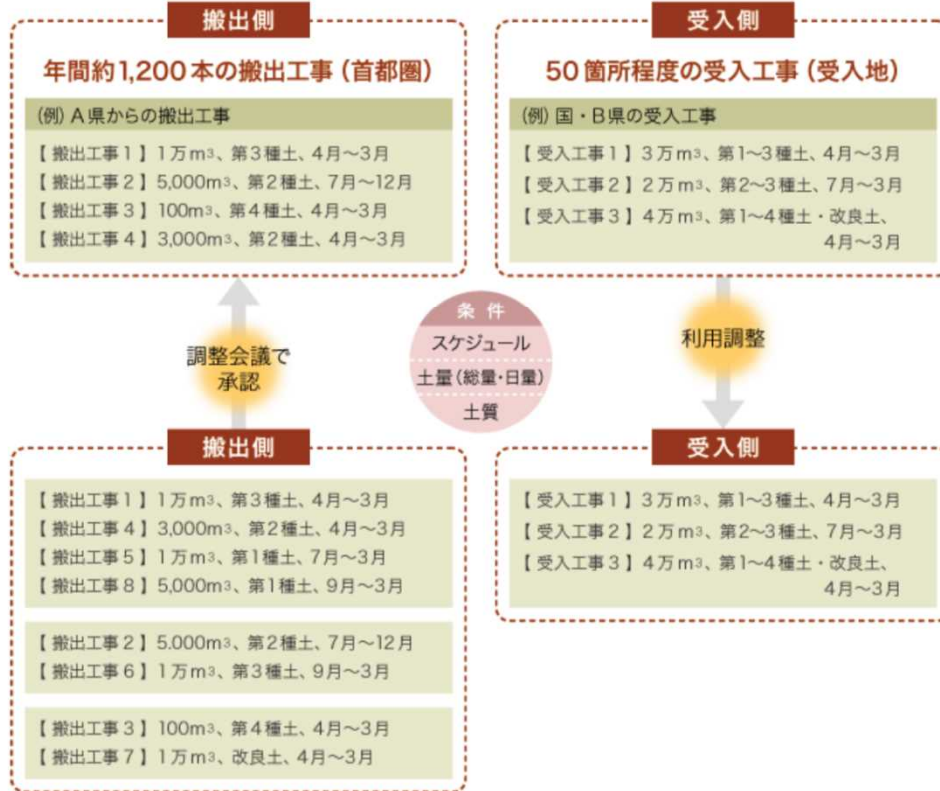 搬出側
年間約1,200本の搬出工事(首都圏)
(例) A県からの搬出工事
【 搬出工事1 】 1万m³、第3種土、4月〜3月
【 搬出工事2 】 5,000m³、第2種土、7月〜12月
【 搬出工事3 】 100m³、第4種土、4月〜3月
【 搬出工事4 】 3,000m³、第2種土、4月〜3月
受入側
50箇所程度の受入工事(受入地)
(例) 国・B県の受入工事
【 受入工事1 】 3万m³、第1〜3種土、4月〜3月
【 受入工事2 】 2万m³、第2〜3種土、7月〜3月
【 受入工事3 】 4万m³、第1〜4種土・改良土、
4月〜3月
調整会議で
承認
条 件
スケジュール
土量(総量・日量)
土質
利用調整
搬出側
【 搬出工事1 】 1万m³、第3種土、4月〜3月
【 搬出工事4 】 3,000m³、第2種土、4月〜3月
【 搬出工事5 】 1万m³、第1種土、7月〜3月
【 搬出工事8 】 5,000m³、第1種土、9月〜3月
【 搬出工事2 】 5.000m³、第2種土、7月〜12月
【 搬出工事6 】 1万m³、第3種土、9月〜3月
【 搬出工事3 】 100m³、第4種土、4月〜3月
【 搬出工事7 】 1万m³、改良土、4月〜3月
受入側
【 受入工事1 】 3万m³、第1〜3種土、4月〜3月
【 受入工事2 】 2万m³、第2〜3種土、7月〜3月
【 受入工事3 】 4万m³、第1〜4種土・改良土、
4月〜3月